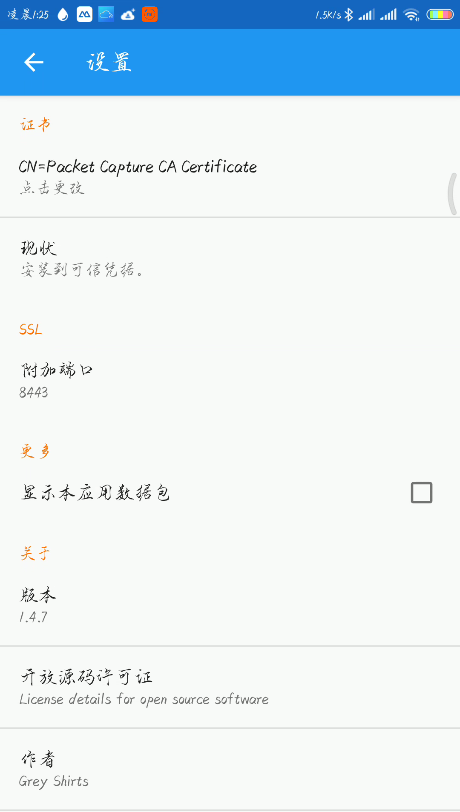 凌晨1:25
1.5K/s
设置
证书
CN=Packet Capture CA Certificate
点击更改
现状
安装到可信凭据。
SSL
附加端口
8443
更多
显示本应用数据包
关于
版本
1.4.7
开放源码许可证
License details for open source software
作者
Grey Shirts